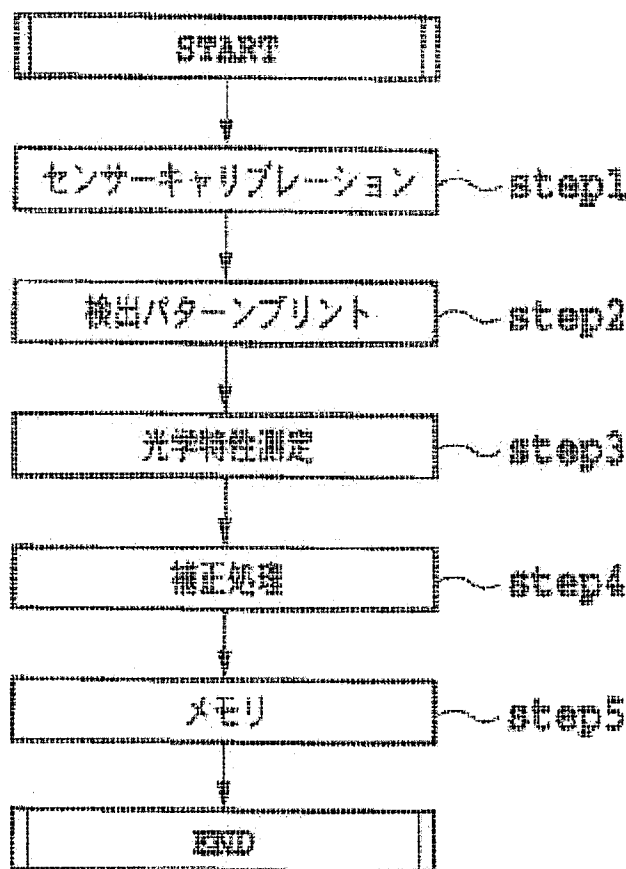 START
センサーキャリブレーション step1
検出パターンプリント step2
光学特性測定 step3
補正処理 step4
メモリ step5
END